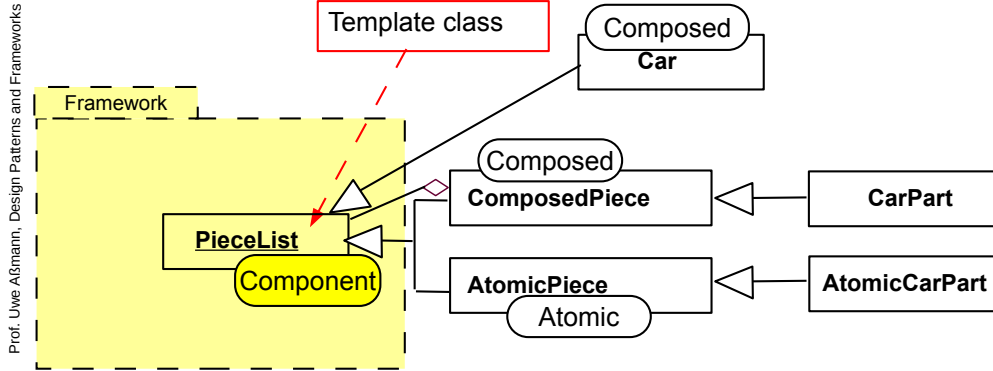 Prof. Uwe Aßmann, Design Patterns and Frameworks
Template class
Composed
Car
Framework
Composed
ComposedPiece
CarPart
PieceList
Component
AtomicPiece
AtomicCarPart
Atomic